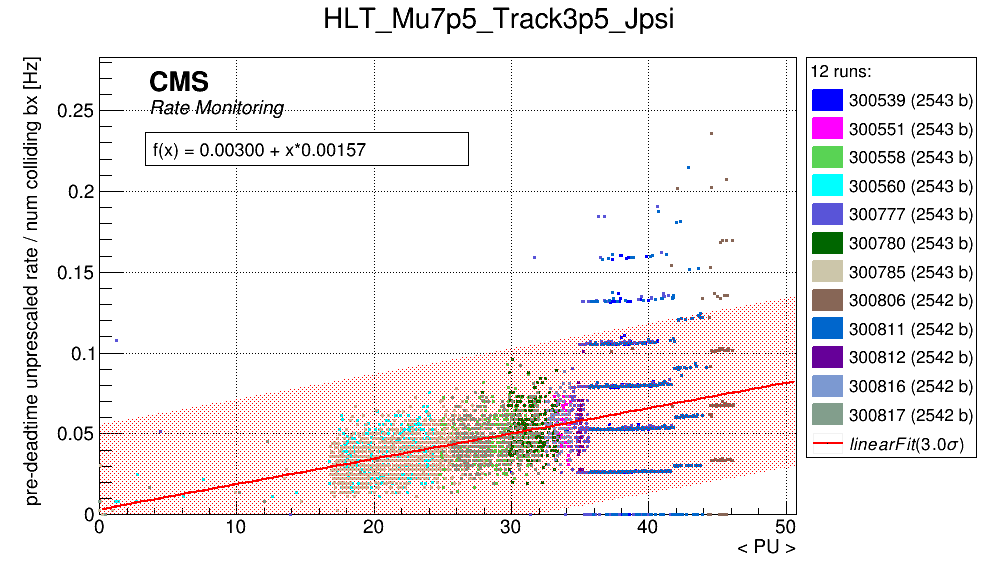 HLT_Mu7p5_Track3p5_Jpsi
pre-deadtime unprescaled rate / num colliding bx [Hz]
CMS
Rate Monitoring
f(x) = 0.00300 + x*0.00157
0.25
0.2
0.15
0.1
0.05
0
0 10 20 30 40 50
< PU >
12 runs:
300539 (2543 b)
300551 (2543 b)
300558 (2543 b)
300560 (2543 b)
300777 (2543 b)
300780 (2543 b)
300785 (2543 b)
300806 (2542 b)
300811 (2542 b)
300812 (2542 b)
300816 (2542 b)
300817 (2542 b)
linearFit(3.0σ)